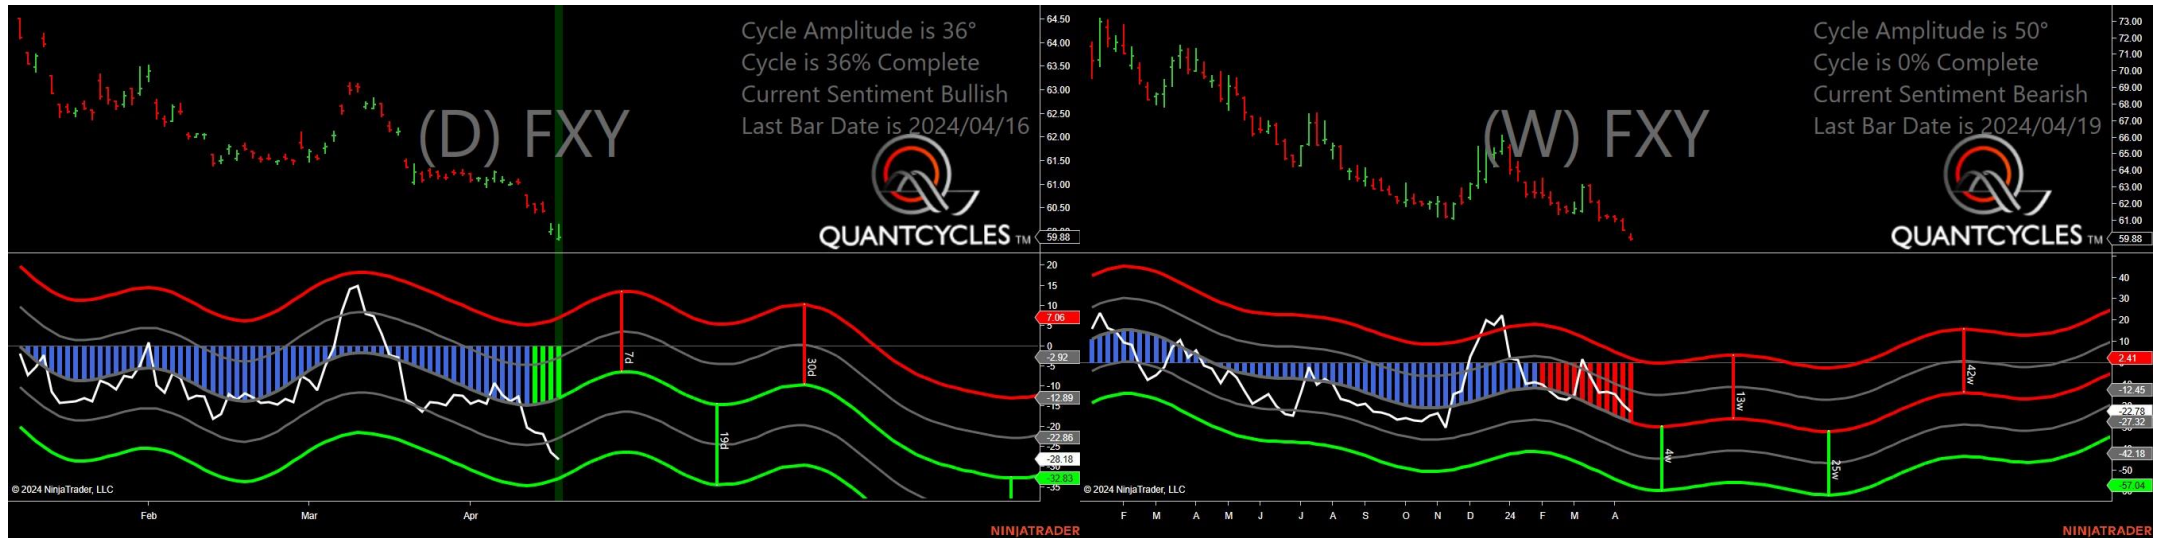 Cycle Amplitude is 36°
Cycle is 36% Complete
Current Sentiment Bullish
Last Bar Date is 2024/04/16
(D) FXY
QUANTCYCLES TM
64.50
64.00
63.50
63.00
62.50
62.00
61.50
61.00
60.50
59.88
20
15
10
7.06
5
0
-2.92
-5
-10
-12.89
-15
-20
-22.86
-25
-28.18
-30
-32.83
-35
7d
19d
30d
© 2024 NinjaTrader, LLC
Feb
Mar
Apr
NINJATRADER
Cycle Amplitude is 50°
Cycle is 0% Complete
Current Sentiment Bearish
Last Bar Date is 2024/04/19
(W) FXY
QUANTCYCLES TM
73.00
72.00
71.00
70.00
69.00
68.00
67.00
66.00
65.00
64.00
63.00
62.00
61.00
59.88
40
30
20
10
2.41
-12.45
-22.78
-27.32
-42.18
-50
-57.04
4w
13w
25w
42w
© 2024 NinjaTrader, LLC
F
M
A
M
J
J
A
S
O
N
D
24
F
M
A
NINJATRADER